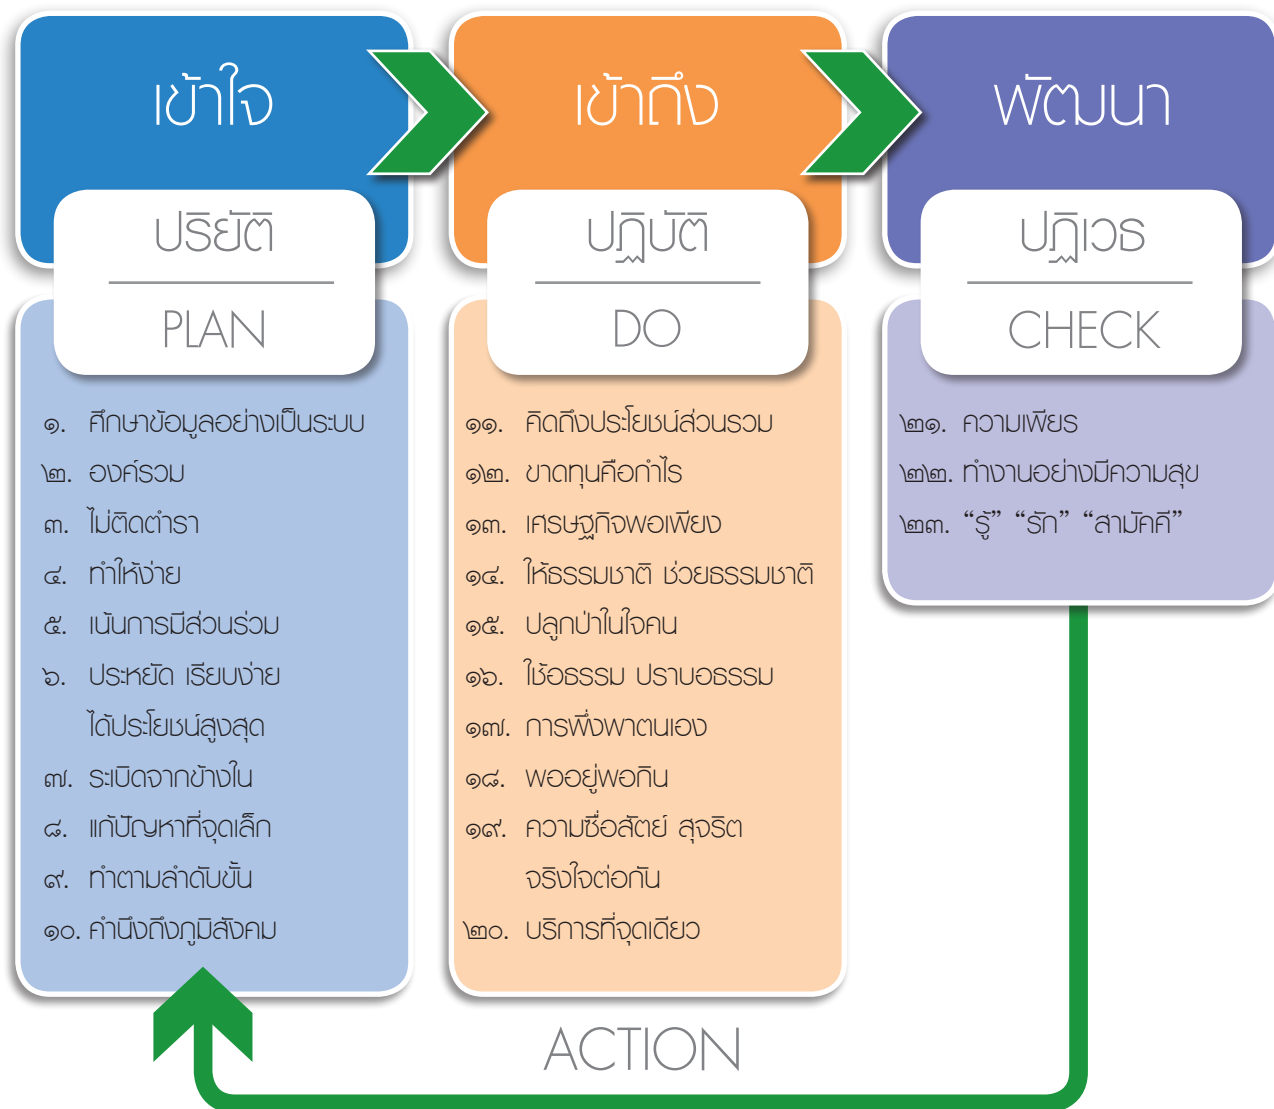 เข้าใจ
ปริยัติ
PLAN
๑. ศึกษาข้อมูลอย่างเป็นระบบ
๒. องค์รวม
๓. ไม่ติดตำรา
๔. ทำให้ง่าย
๕. เน้นการมีส่วนร่วม
๖. ประหยัด เรียบง่าย
ได้ประโยชน์สูงสุด
๗. ระเบิดจากข้างใน
๘. แก้ปัญหาที่จุดเล็ก
๙. ทำตามลำดับขั้น
๑๐. คำนึงถึงภูมิสังคม
เข้าถึง
ปฏิบัติ
DO
๑๑. คิดถึงประโยชน์ส่วนรวม
๑๒. ขาดทุนคือกำไร
๑๓. เศรษฐกิจพอเพียง
๑๔. ให้ธรรมชาติ ช่วยธรรมชาติ
๑๕. ปลูกป่าในใจคน
๑๖. ใช้อธรรม ปราบอธรรม
๑๗. การพึ่งพาตนเอง
๑๘. พออยู่พอกิน
๑๙. ความซื่อสัตย์ สุจริต
จริงใจต่อกัน
๒๐. บริการที่จุดเดียว
พัฒนา
ปฏิเวธ
CHECK
๒๑. ความเพียร
๒๒. ทำงานอย่างมีความสุข
๒๓. “รู้” “รัก” “สามัคคี”
ACTION